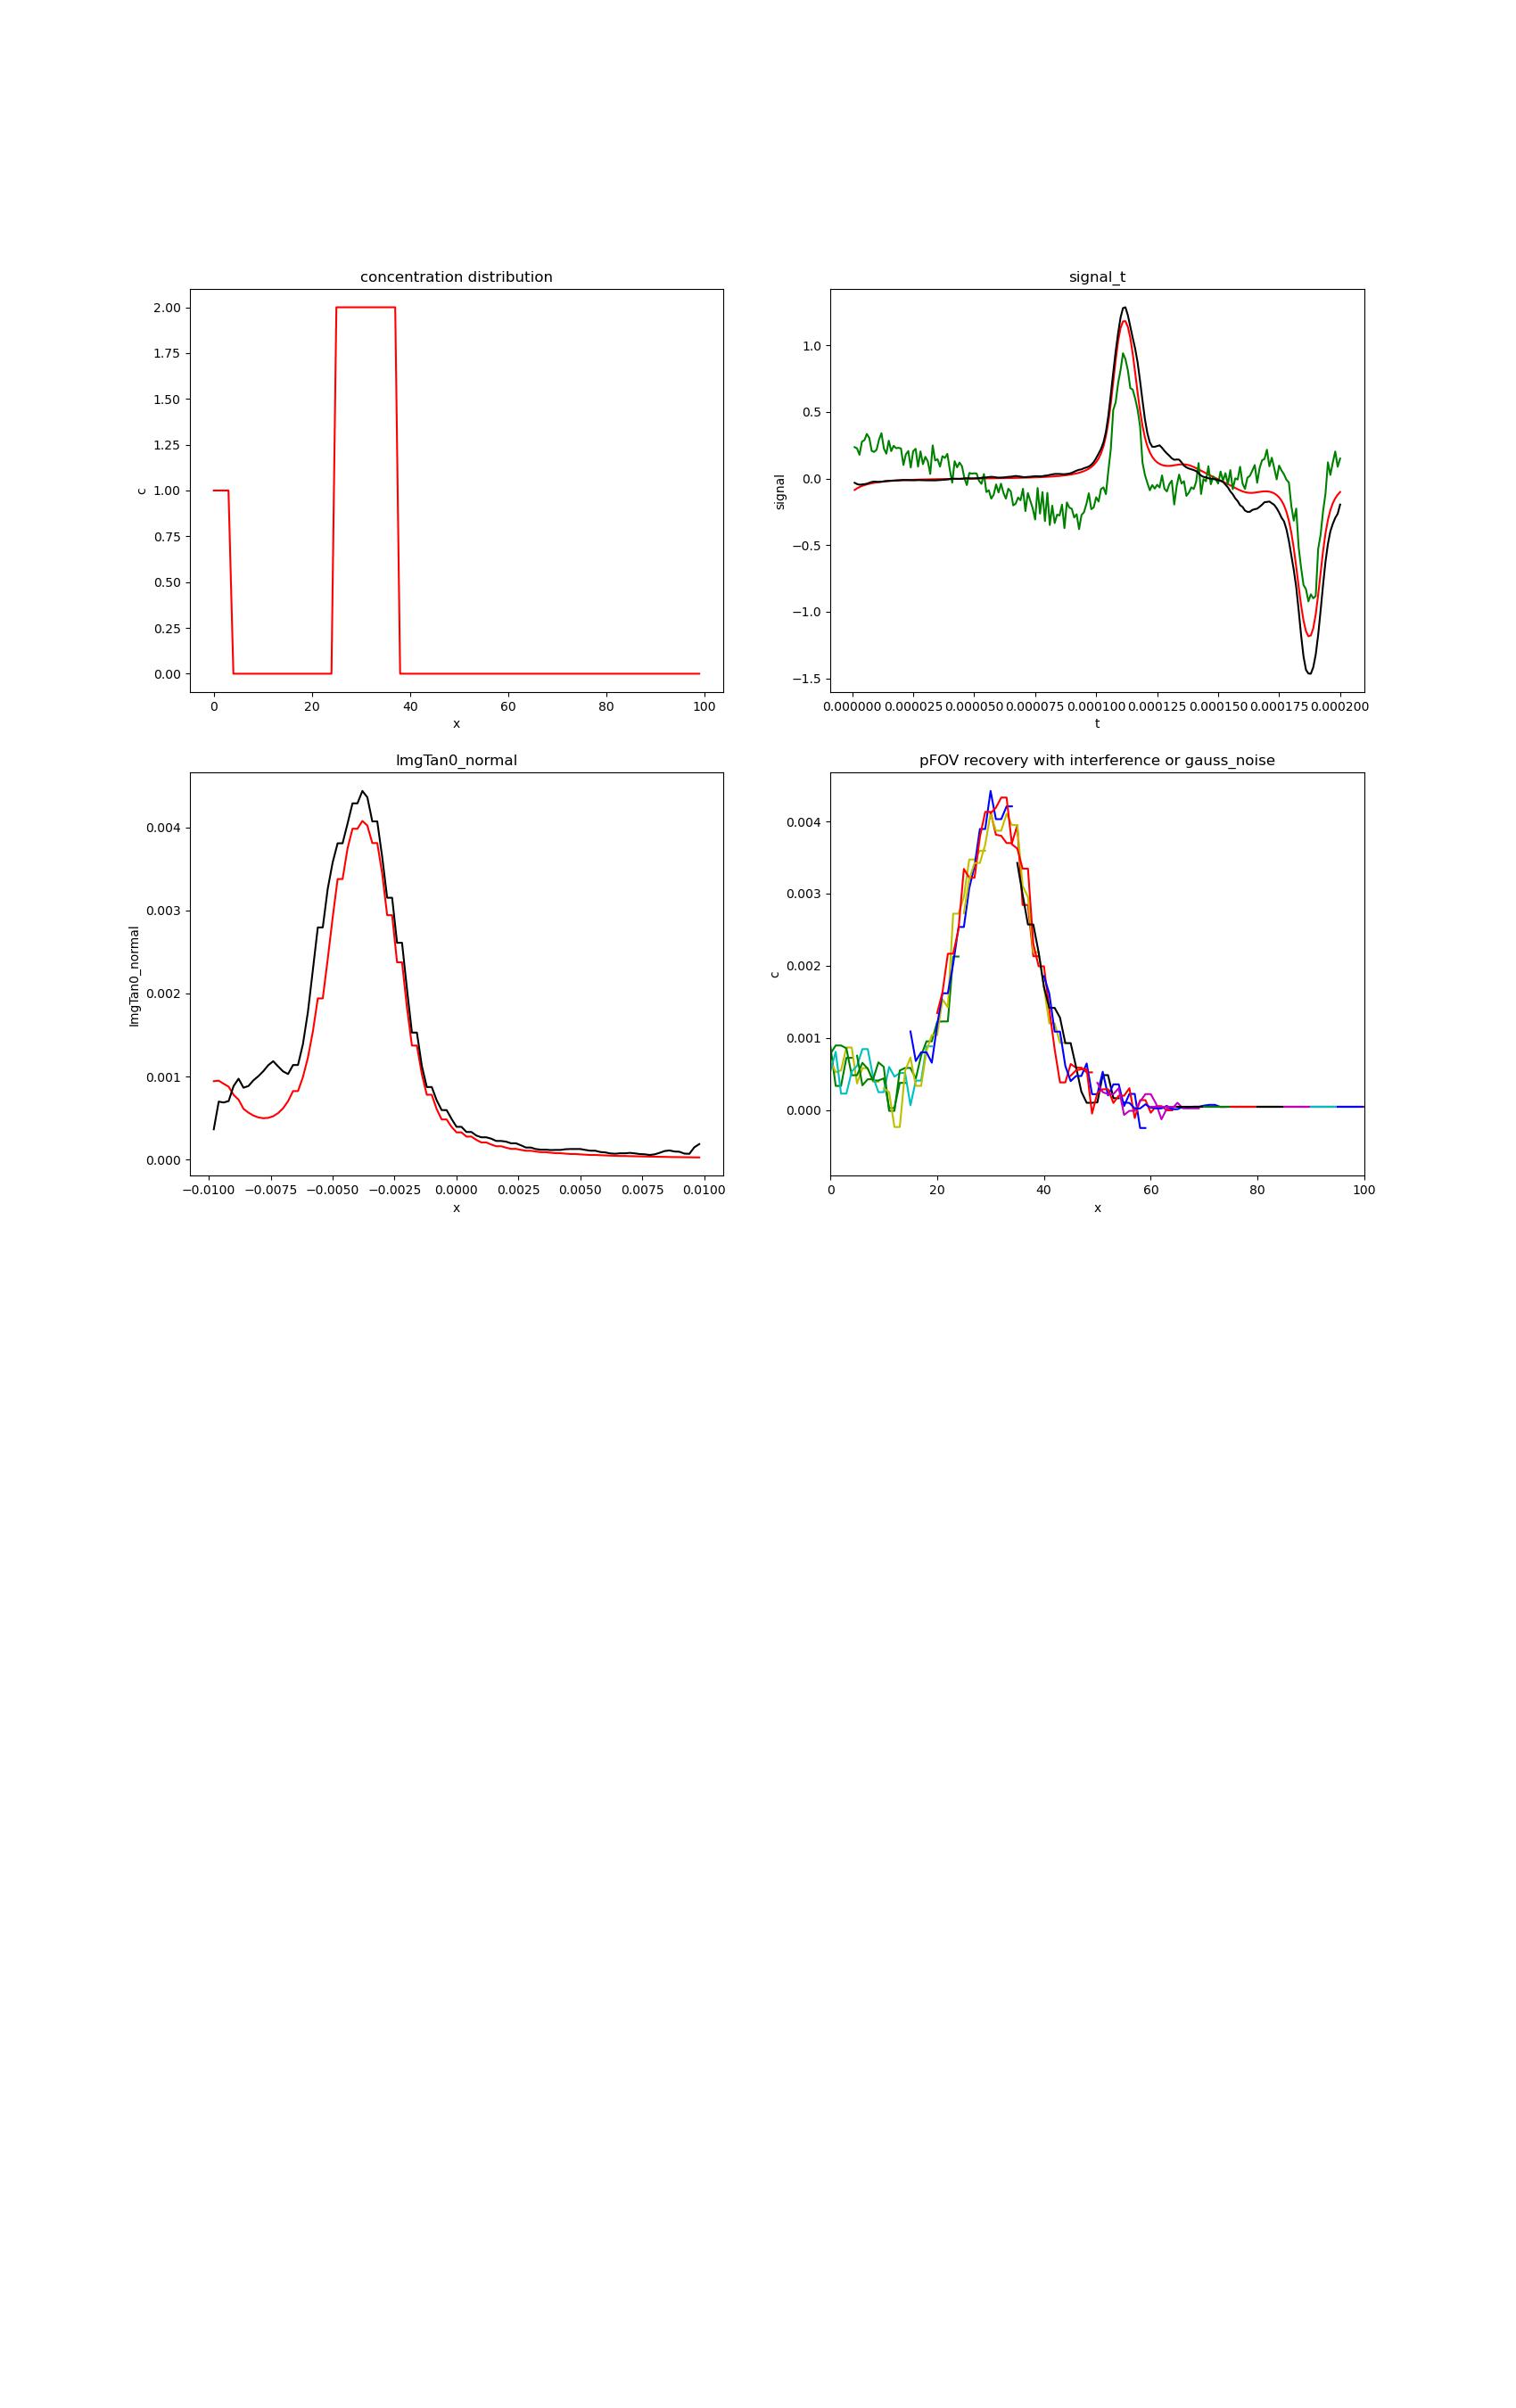 concentration distribution
2.00
1.75
1.50
1.25
1.00
0.75
0.50
0.25
0.00
c
0 20 40 60 80 100
x
signal_t
1.0
0.5
0.0
−0.5
−1.0
−1.5
signal
0.000000 0.000025 0.000050 0.000075 0.000100 0.000125 0.000150 0.000175 0.000200
t
ImgTan0_normal
0.004
0.003
0.002
0.001
0.000
ImgTan0_normal
−0.0100 −0.0075 −0.0050 −0.0025 0.0000 0.0025 0.0050 0.0075 0.0100
x
pFOV recovery with interference or gauss_noise
0.004
0.003
0.002
0.001
0.000
c
0 20 40 60 80 100
x